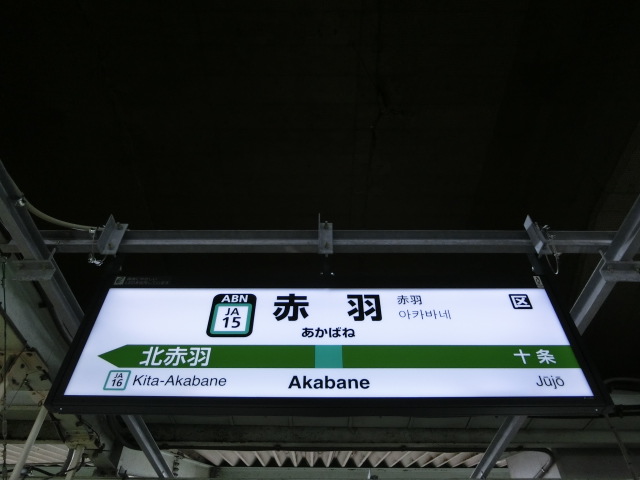 ABN
JA
15
赤 羽
あかばね
赤羽
아카바네
区
北赤羽
十条
JA
16
Kita-Akabane
Akabane
Jūjō